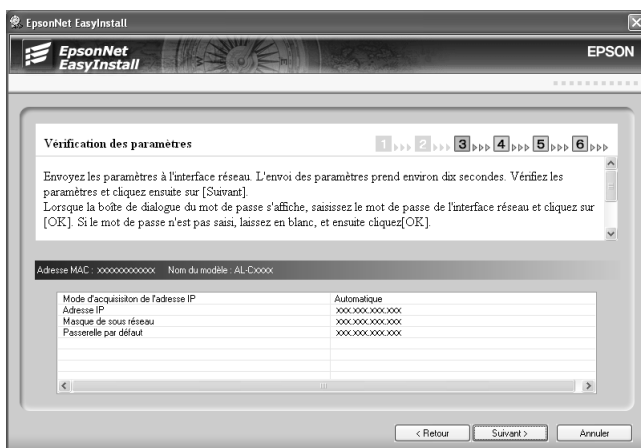 EpsonNet EasyInstall
EpsonNet
EasyInstall
EPSON
Vérification des paramètres
1 2 3 4 5 6
Envoyez les paramètres à l'interface réseau. L'envoi des paramètres prend environ dix secondes. Vérifiez les
paramètres et cliquez ensuite sur [Suivant].
Lorsque la boîte de dialogue du mot de passe s'affiche, saisissez le mot de passe de l'interface réseau et cliquez sur
[OK]. Si le mot de passe n'est pas saisi, laissez en blanc, et ensuite cliquez[OK].
Adresse MAC : xxxxxxxxxxxx Nom du modèle : AL-Cxxxx
Mode d'acquisisiton de l'adresse IP Automatique
Adresse IP xxx.xxx.xxx.xxx
Masque de sous réseau xxx.xxx.xxx.xxx
Passerelle par défaut xxx.xxx.xxx.xxx
< Retour Suivant > Annuler